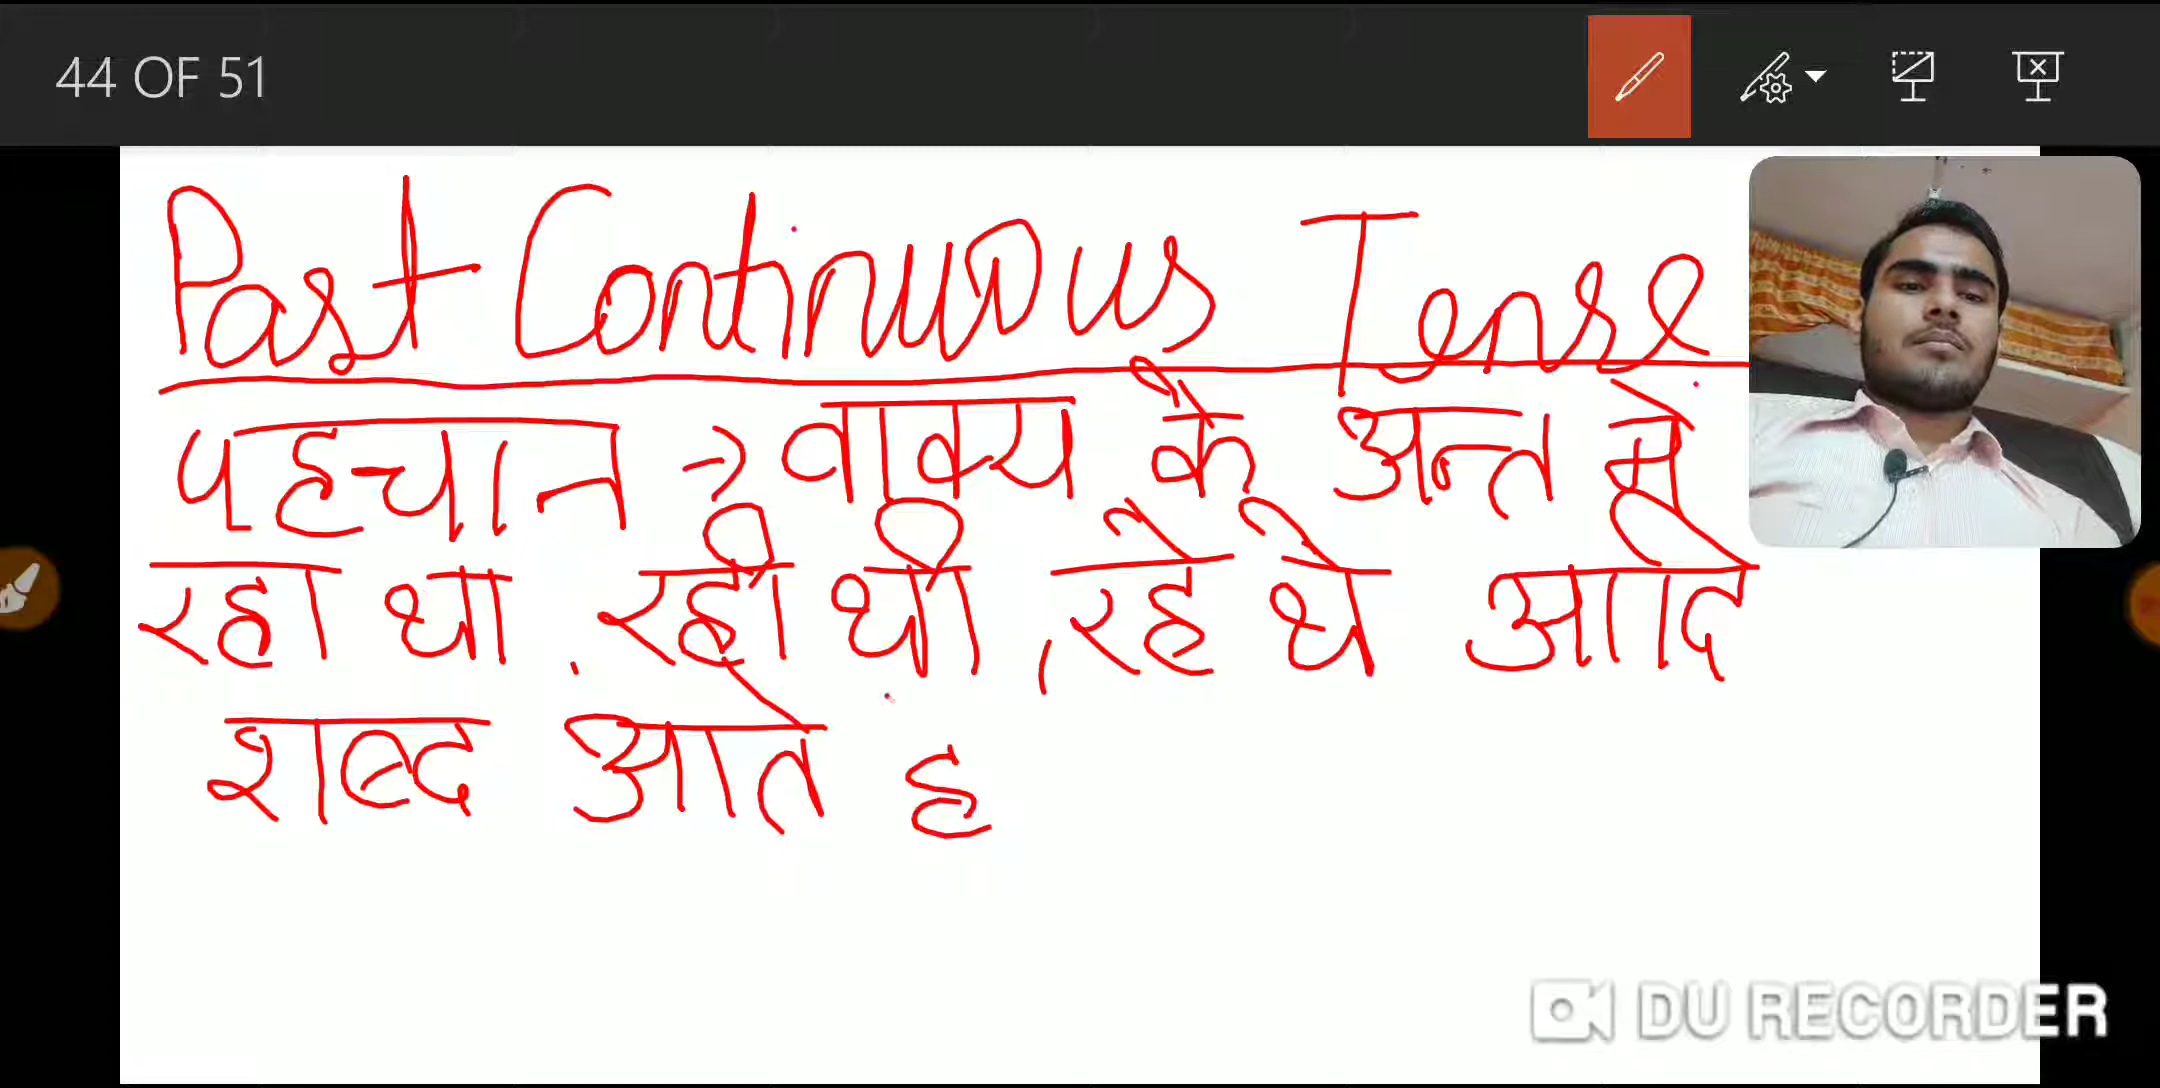 44 OF 51
Past Continuous Tense
पहचान → वाक्य के अन्त में
रहा था . रही थी , रहे थे आदि
शब्द आते ह
DU RECORDER